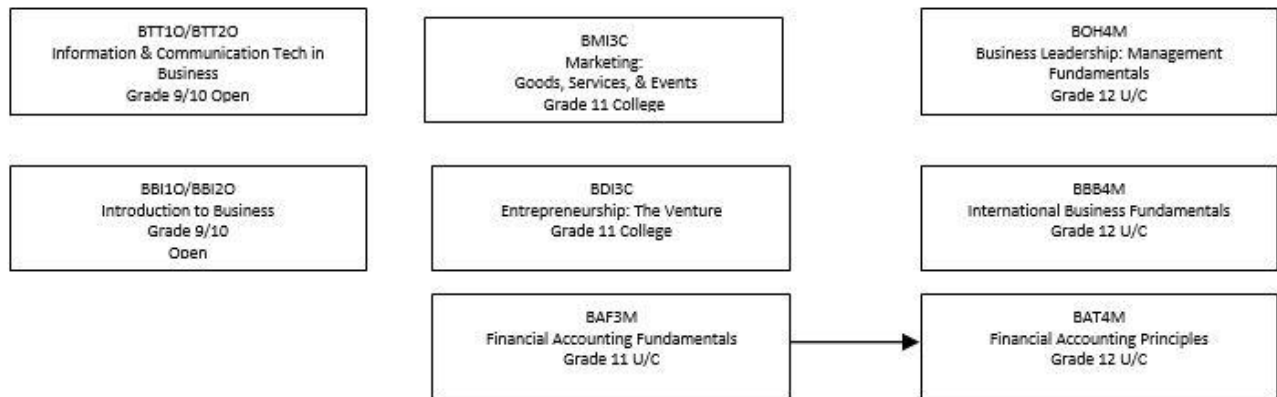 BTT1O/BTT2O
Information & Communication Tech in
Business
Grade 9/10 Open
BMI3C
Marketing:
Goods, Services, & Events
Grade 11 College
BOH4M
Business Leadership: Management
Fundamentals
Grade 12 U/C
BBI1O/BBI2O
Introduction to Business
Grade 9/10
Open
BDI3C
Entrepreneurship: The Venture
Grade 11 College
BBB4M
International Business Fundamentals
Grade 12 U/C
BAF3M
Financial Accounting Fundamentals
Grade 11 U/C
BAT4M
Financial Accounting Principles
Grade 12 U/C